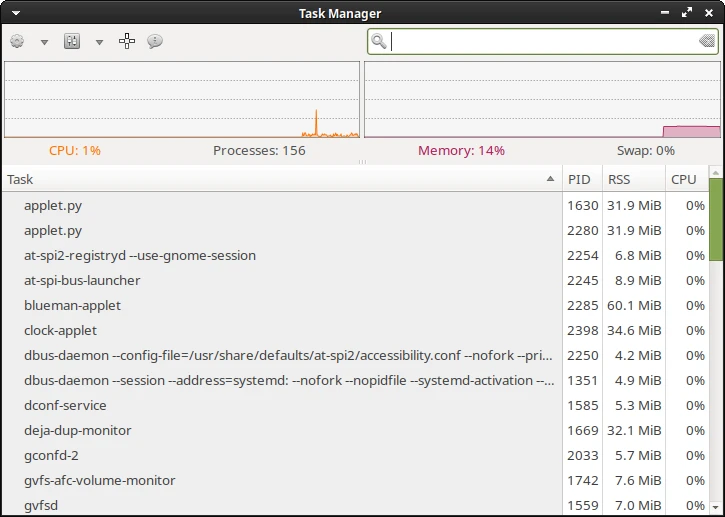 Task Manager
CPU: 1% Processes: 156 Memory: 14% Swap: 0%
Task PID RSS CPU
applet.py 1630 31.9 MiB 0%
applet.py 2280 31.9 MiB 0%
at-spi2-registryd --use-gnome-session 2254 6.8 MiB 0%
at-spi-bus-launcher 2245 8.9 MiB 0%
blueman-applet 2285 60.1 MiB 0%
clock-applet 2398 34.6 MiB 0%
dbus-daemon --config-file=/usr/share/defaults/at-spi2/accessibility.conf --nofork --pri... 2250 4.2 MiB 0%
dbus-daemon --session --address=systemd: --nofork --nopidfile --systemd-activation --... 1351 4.9 MiB 0%
dconf-service 1585 5.3 MiB 0%
deja-dup-monitor 1669 32.1 MiB 0%
gconfd-2 2033 5.7 MiB 0%
gvfs-afc-volume-monitor 1742 7.6 MiB 0%
gvfsd 1559 7.0 MiB 0%